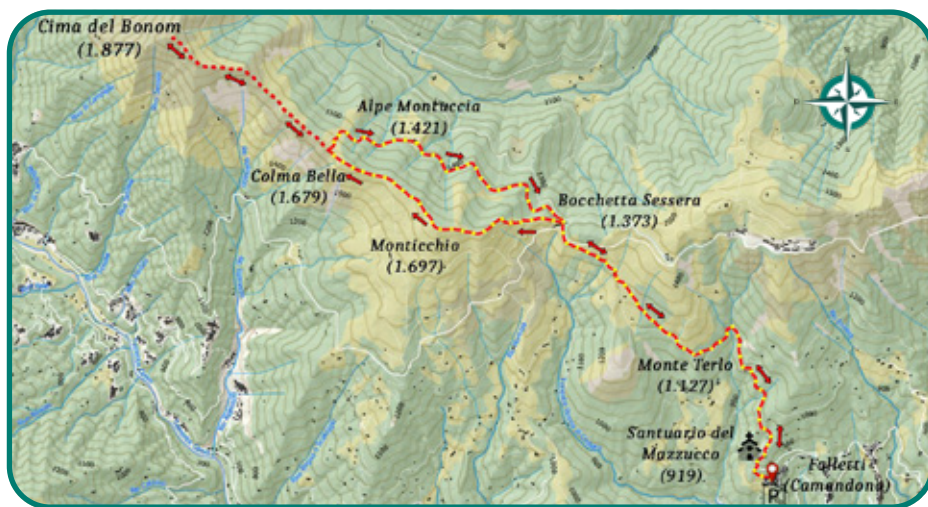 Cima del Bonom
(1.877)
Alpe Montuccia
(1.421)
Colma Bella
(1.679)
Bocchetta Sessera
(1.373)
Monticchio
(1.697)
Monte Terlo
(1.127)
Santuario del
Mazzucco
(919)
Falletti
(Camandona)
P